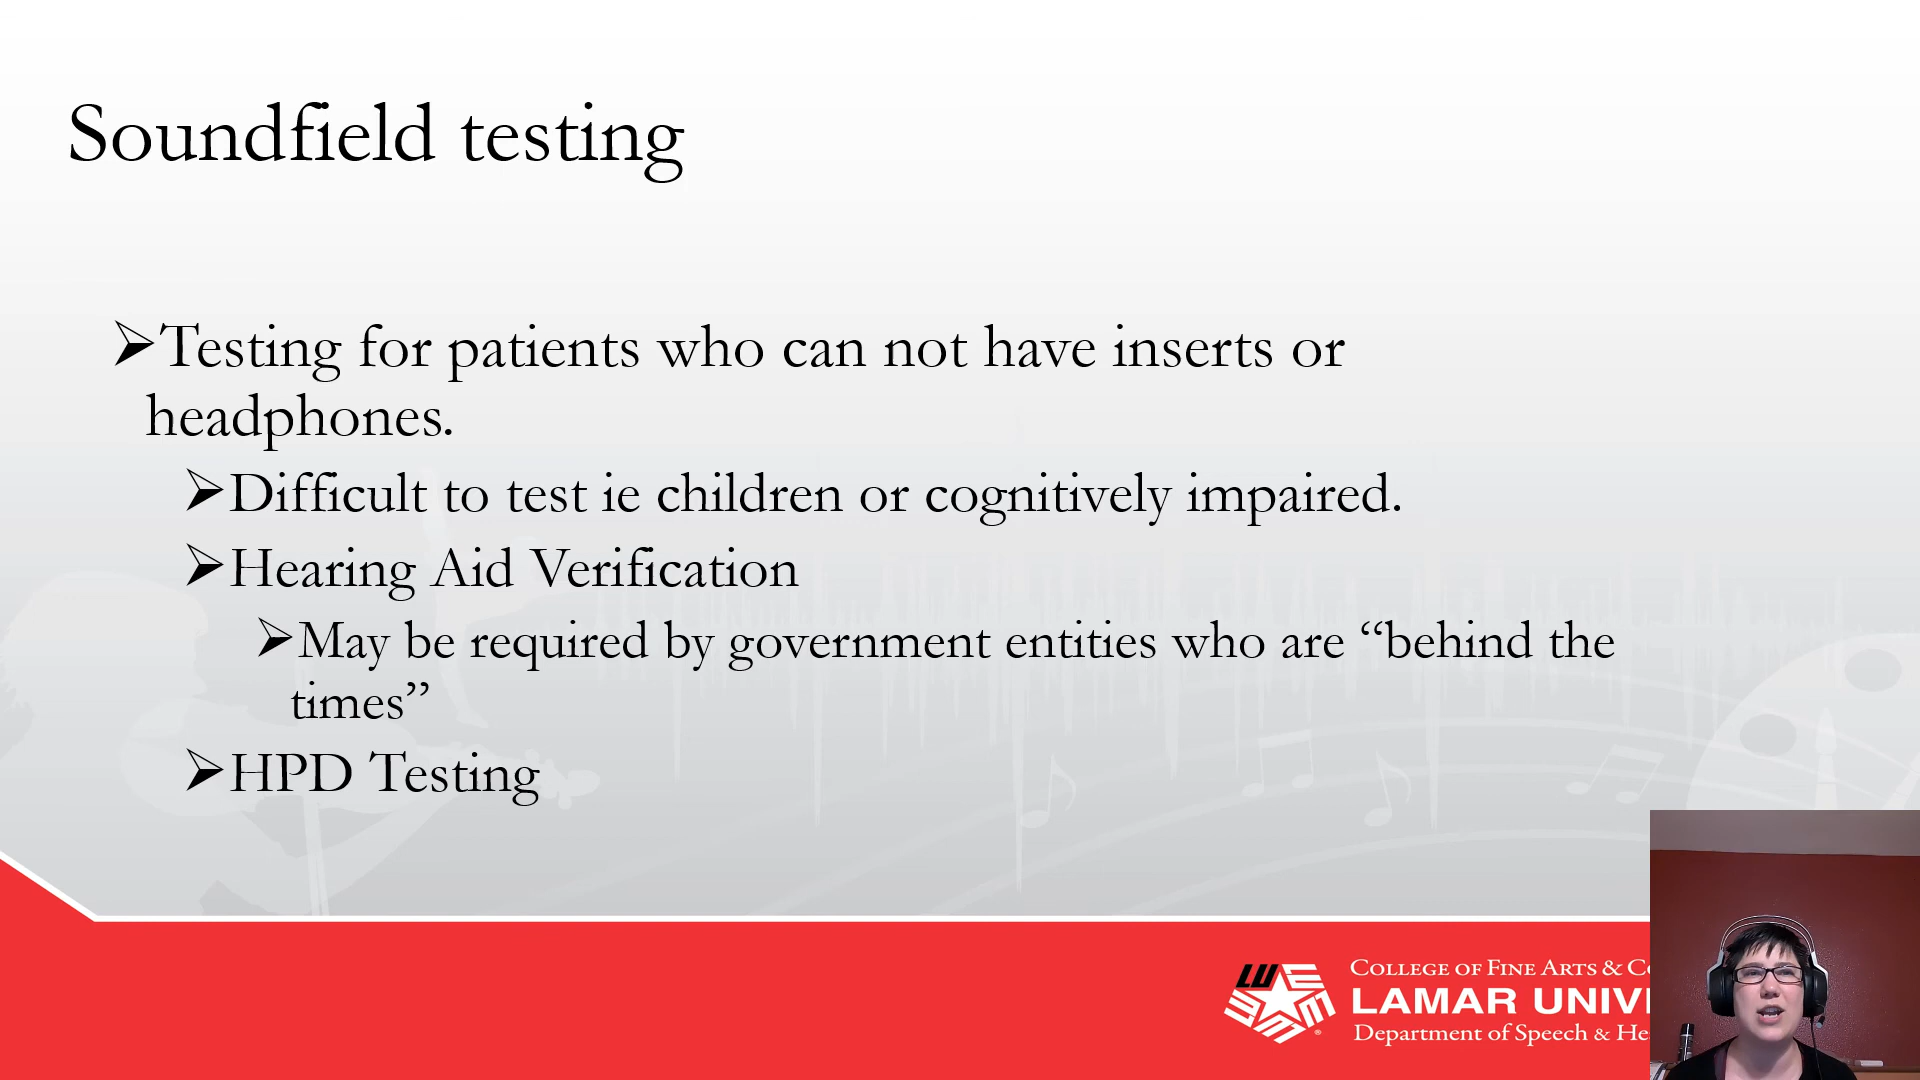 Soundfield testing
➢Testing for patients who can not have inserts or
headphones.
➢Difficult to test ie children or cognitively impaired.
➢Hearing Aid Verification
➢May be required by government entities who are “behind the
times”
➢HPD Testing
LU
COLLEGE OF FINE ARTS &
LAMAR
Department of Speech &